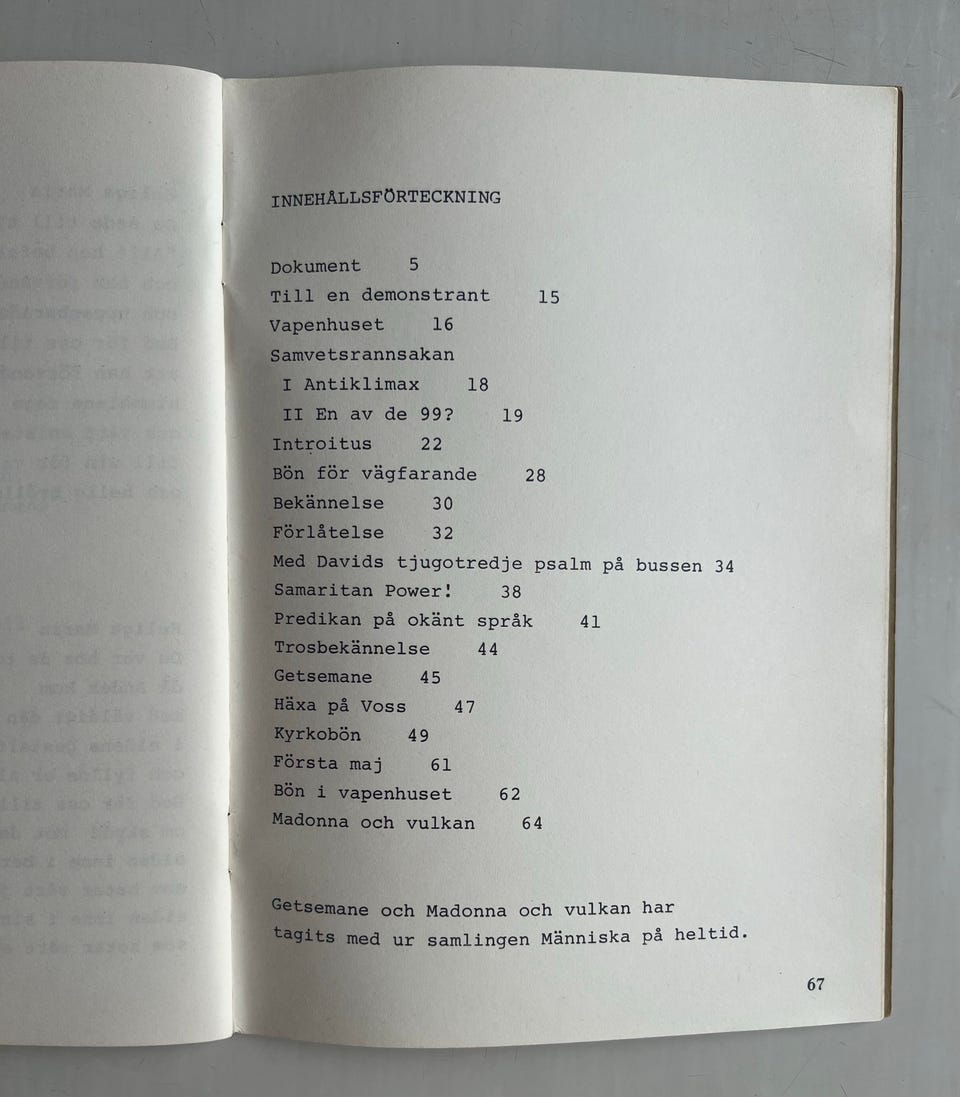 INNEHÅLLSFÖRTECKNING
Dokument 5
Till en demonstrant 15
Vapenhuset 16
Samvetsrannsakan
I Antiklimax 18
II En av de 99? 19
Introitus 22
Bön för vägfarande 28
Bekännelse 30
Förlåtelse 32
Med Davids tjugotredje psalm på bussen 34
Samaritan Power! 38
Predikan på okänt språk 41
Trosbekännelse 44
Getsemane 45
Häxa på Voss 47
Kyrkobön 49
Första maj 61
Bön i vapenhuset 62
Madonna och vulkan 64
Getsemane och Madonna och vulkan har
tagits med ur samlingen Människa på heltid.
67